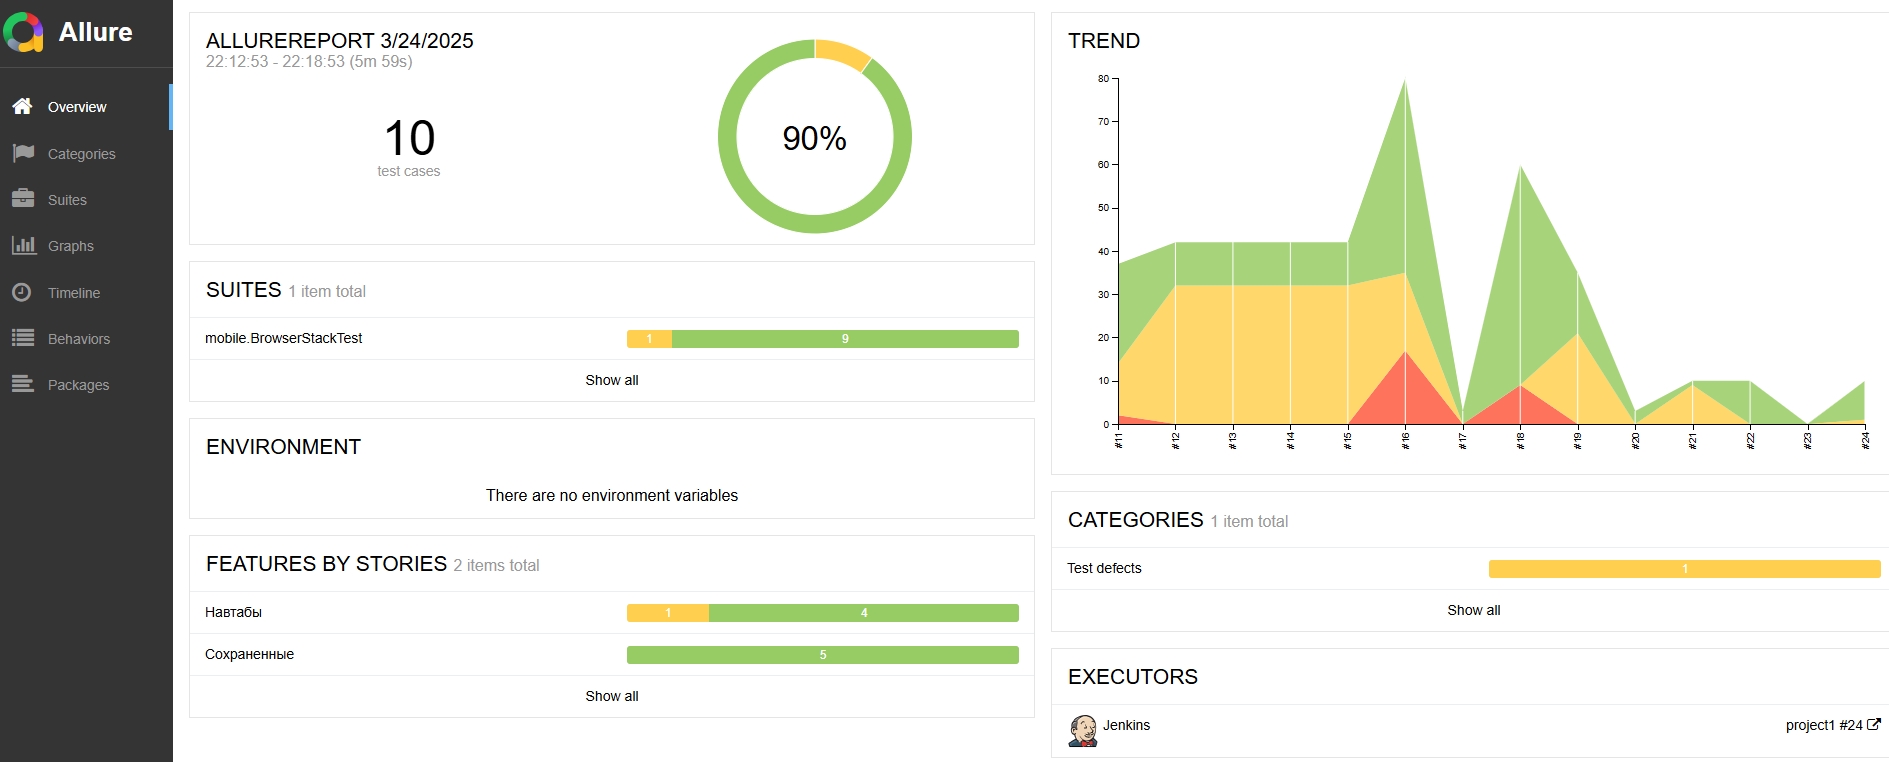 Allure
Overview
Categories
Suites
Graphs
Timeline
Behaviors
Packages
ALLUREREPORT 3/24/2025
22:12:53 - 22:18:53 (5m 59s)
10
test cases
90%
SUITES 1 item total
mobile.BrowserStackTest 1 9
Show all
ENVIRONMENT
There are no environment variables
FEATURES BY STORIES 2 items total
Навтабы 1 4
Сохраненные 5
Show all
TREND
80
70
60
50
40
30
20
10
0
#11 #12 #13 #14 #15 #16 #17 #18 #19 #20 #21 #22 #23 #24
CATEGORIES 1 item total
Test defects 1
Show all
EXECUTORS
Jenkins project1 #24